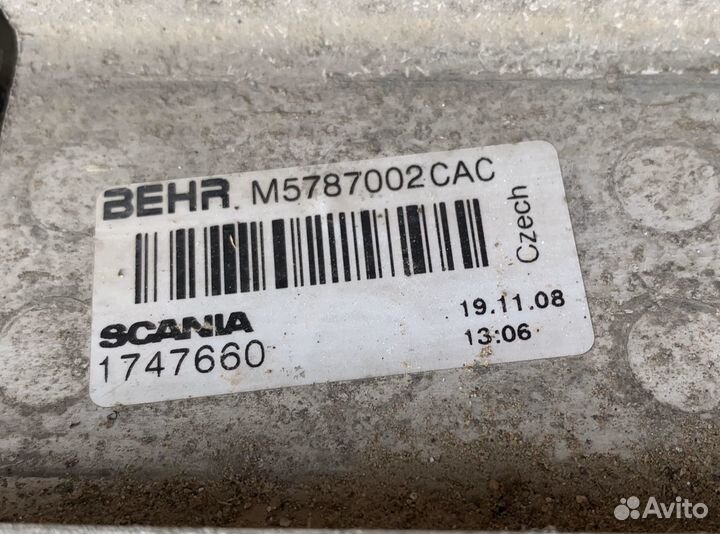 BEHR. M5787002CAC
Czech
SCANIA 19.11.08
1747660 13:06
Avito